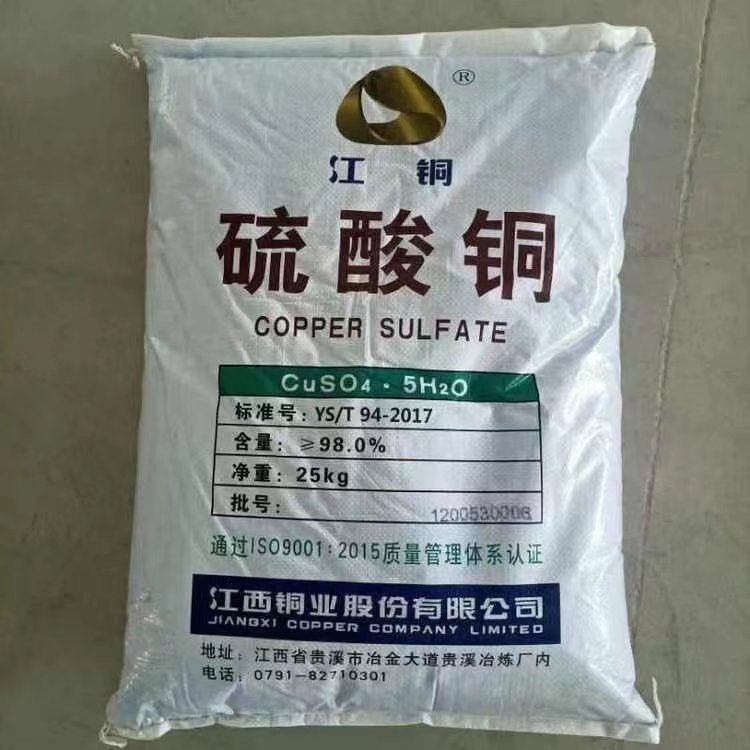 ®
江铜
硫酸铜
COPPER SULFATE
CuSO4·5H2O
标准号: YS/T 94-2017
含量: ≥98.0%
净重: 25kg
批号: 1200530006
通过ISO9001:2015质量管理体系认证
江西铜业股份有限公司
JIANGXI COPPER COMPANY LIMITED
地址: 江西省贵溪市冶金大道贵溪冶炼厂内
电话: 0791-82710301